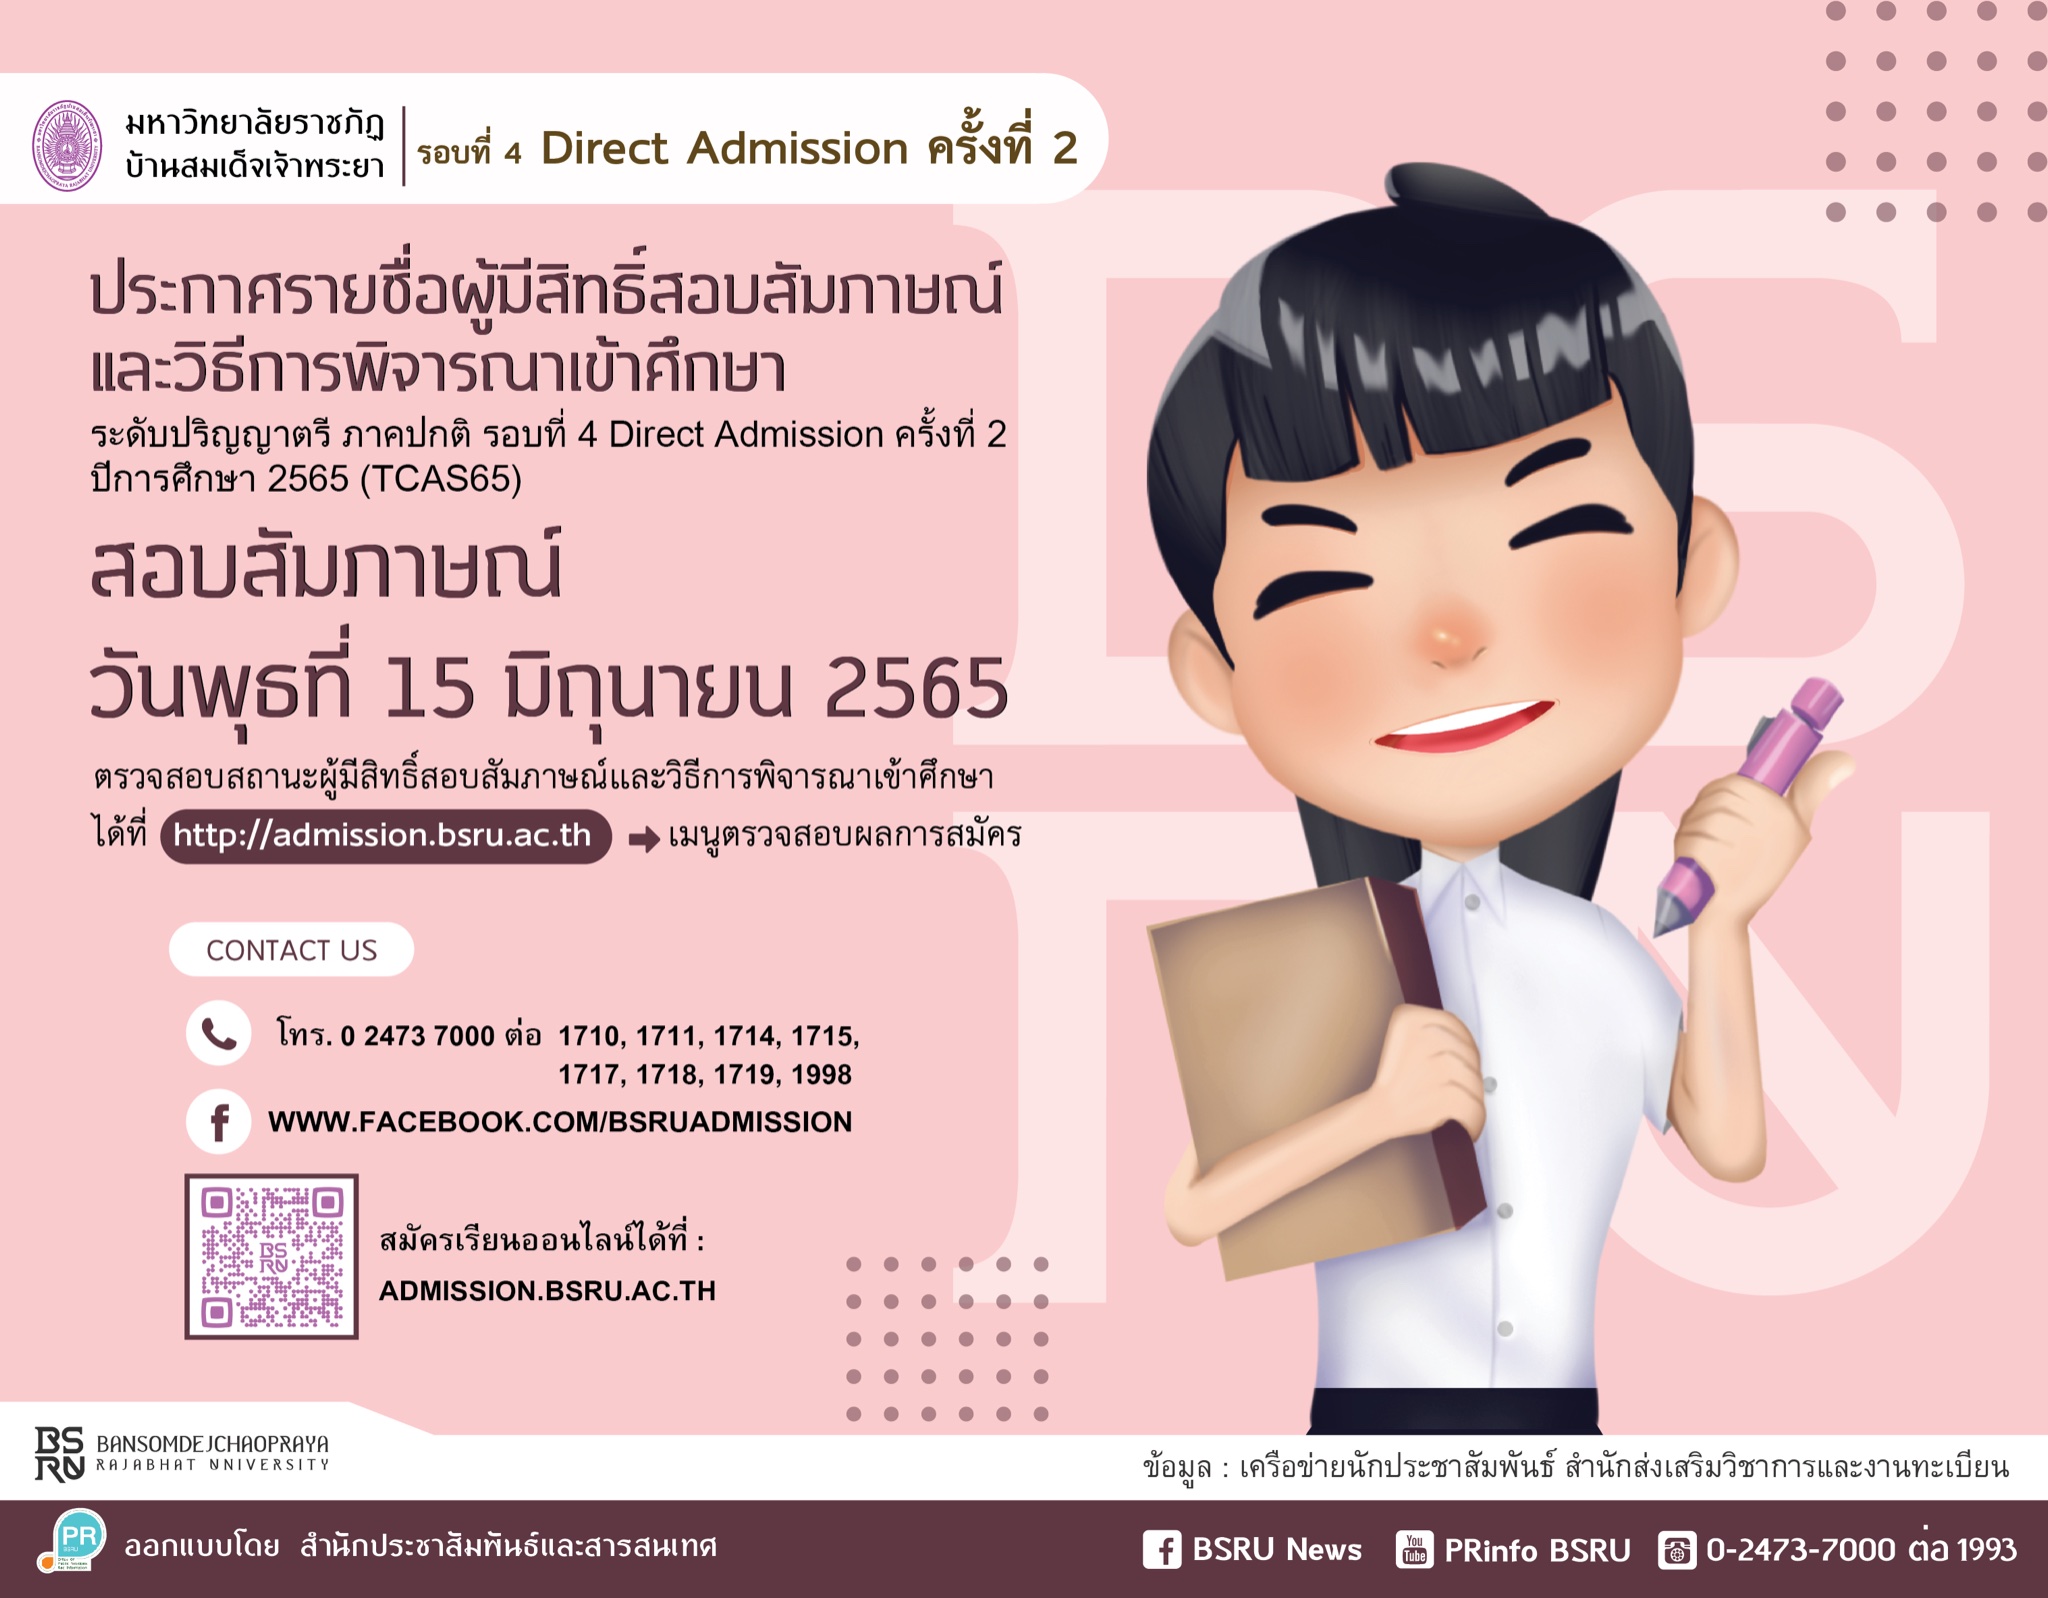 มหาวิทยาลัยราชภัฏ
บ้านสมเด็จเจ้าพระยา
รอบที่ 4 Direct Admission ครั้งที่ 2
ประกาศรายชื่อผู้มีสิทธิ์สอบสัมภาษณ์
และวิธีการพิจารณาเข้าศึกษา
ระดับปริญญาตรี ภาคปกติ รอบที่ 4 Direct Admission ครั้งที่ 2
ปีการศึกษา 2565 (TCAS65)
สอบสัมภาษณ์
วันพุธที่ 15 มิถุนายน 2565
ตรวจสอบสถานะผู้มีสิทธิ์สอบสัมภาษณ์และวิธีการพิจารณาเข้าศึกษา
ได้ที่ http://admission.bsru.ac.th ➡ เมนูตรวจสอบผลการสมัคร
CONTACT US
โทร. 0 2473 7000 ต่อ 1710, 1711, 1714, 1715,
1717, 1718, 1719, 1998
WWW.FACEBOOK.COM/BSRUADMISSION
BS
RU
สมัครเรียนออนไลน์ได้ที่ :
ADMISSION.BSRU.AC.TH
BS
RU
BANSOMDEJCHAOPRAYA
RAJABHAT UNIVERSITY
ข้อมูล : เครือข่ายนักประชาสัมพันธ์ สำนักส่งเสริมวิชาการและงานทะเบียน
PR
BSRU
ออกแบบโดย สำนักประชาสัมพันธ์และสารสนเทศ
BSRU News
You
Tube
PRinfo BSRU
0-2473-7000 ต่อ 1993